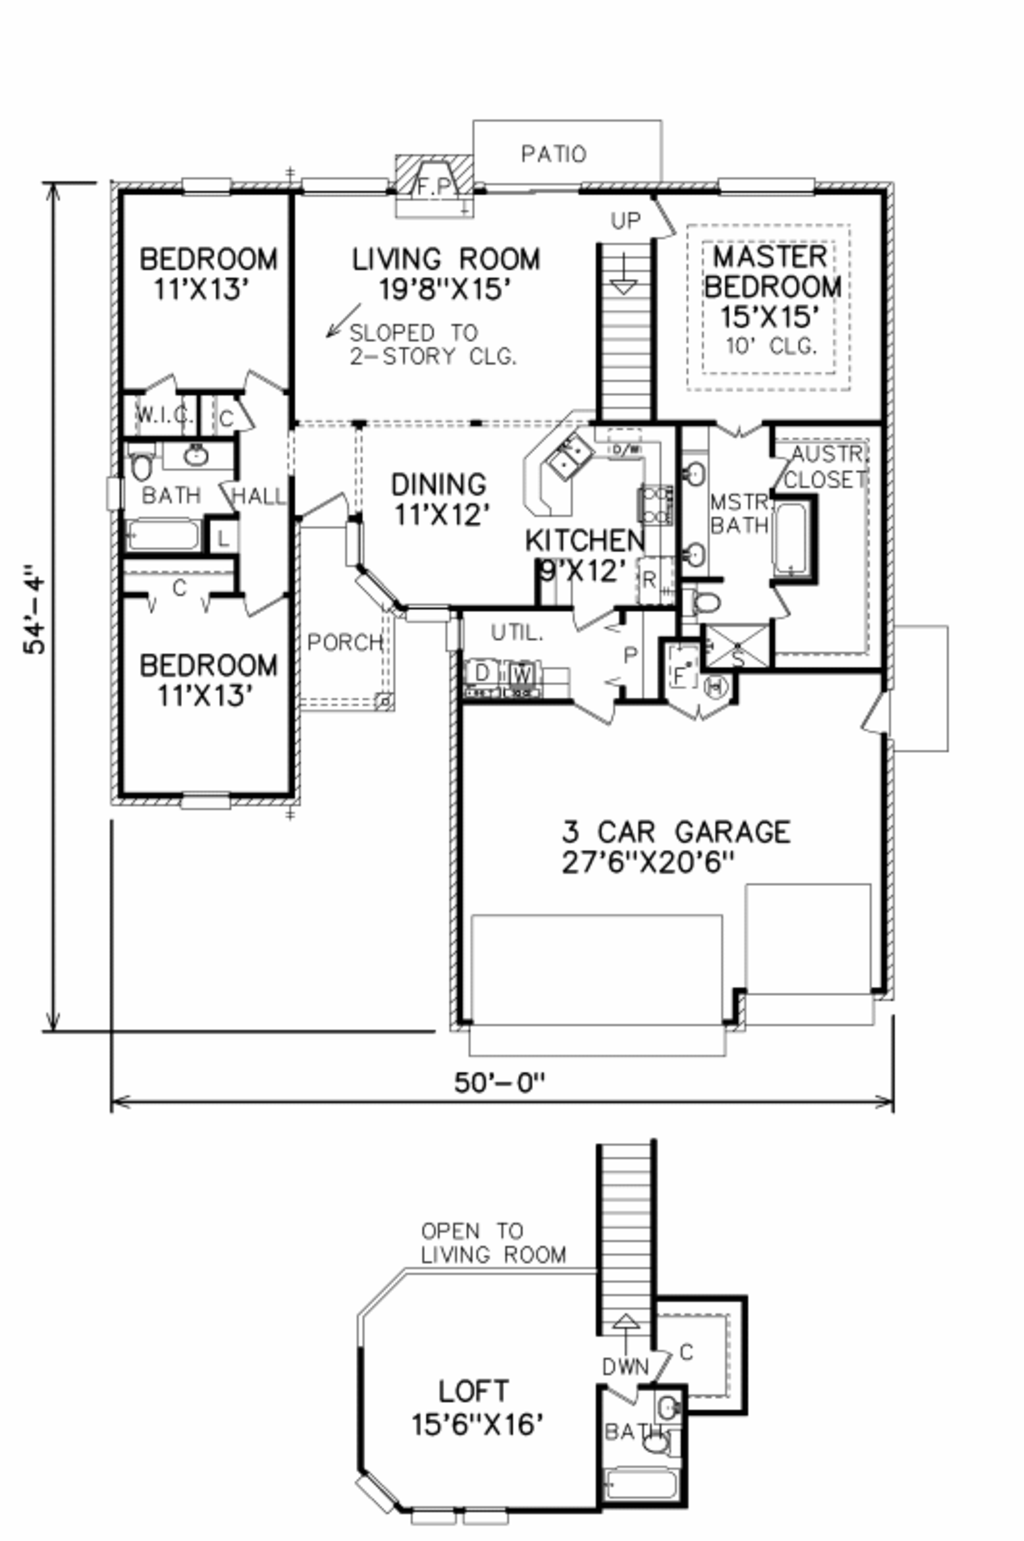 PATIO
F.P.
UP
BEDROOM
11'X13'
LIVING ROOM
19'8"X15'
SLOPED TO
2-STORY CLG.
MASTER
BEDROOM
15'X15'
10' CLG.
W.I.C.
C
D/W
AUSTR.
CLOSET
DINING
11'X12'
BATH
HALL
MSTR.
BATH
L
KITCHEN
9'X12'
R
C
54'-4"
PORCH
UTIL.
P
S
BEDROOM
11'X13'
D
W
F
H
3 CAR GARAGE
27'6"X20'6"
50'-0"
OPEN TO
LIVING ROOM
C
DWN
LOFT
15'6"X16'
BATH